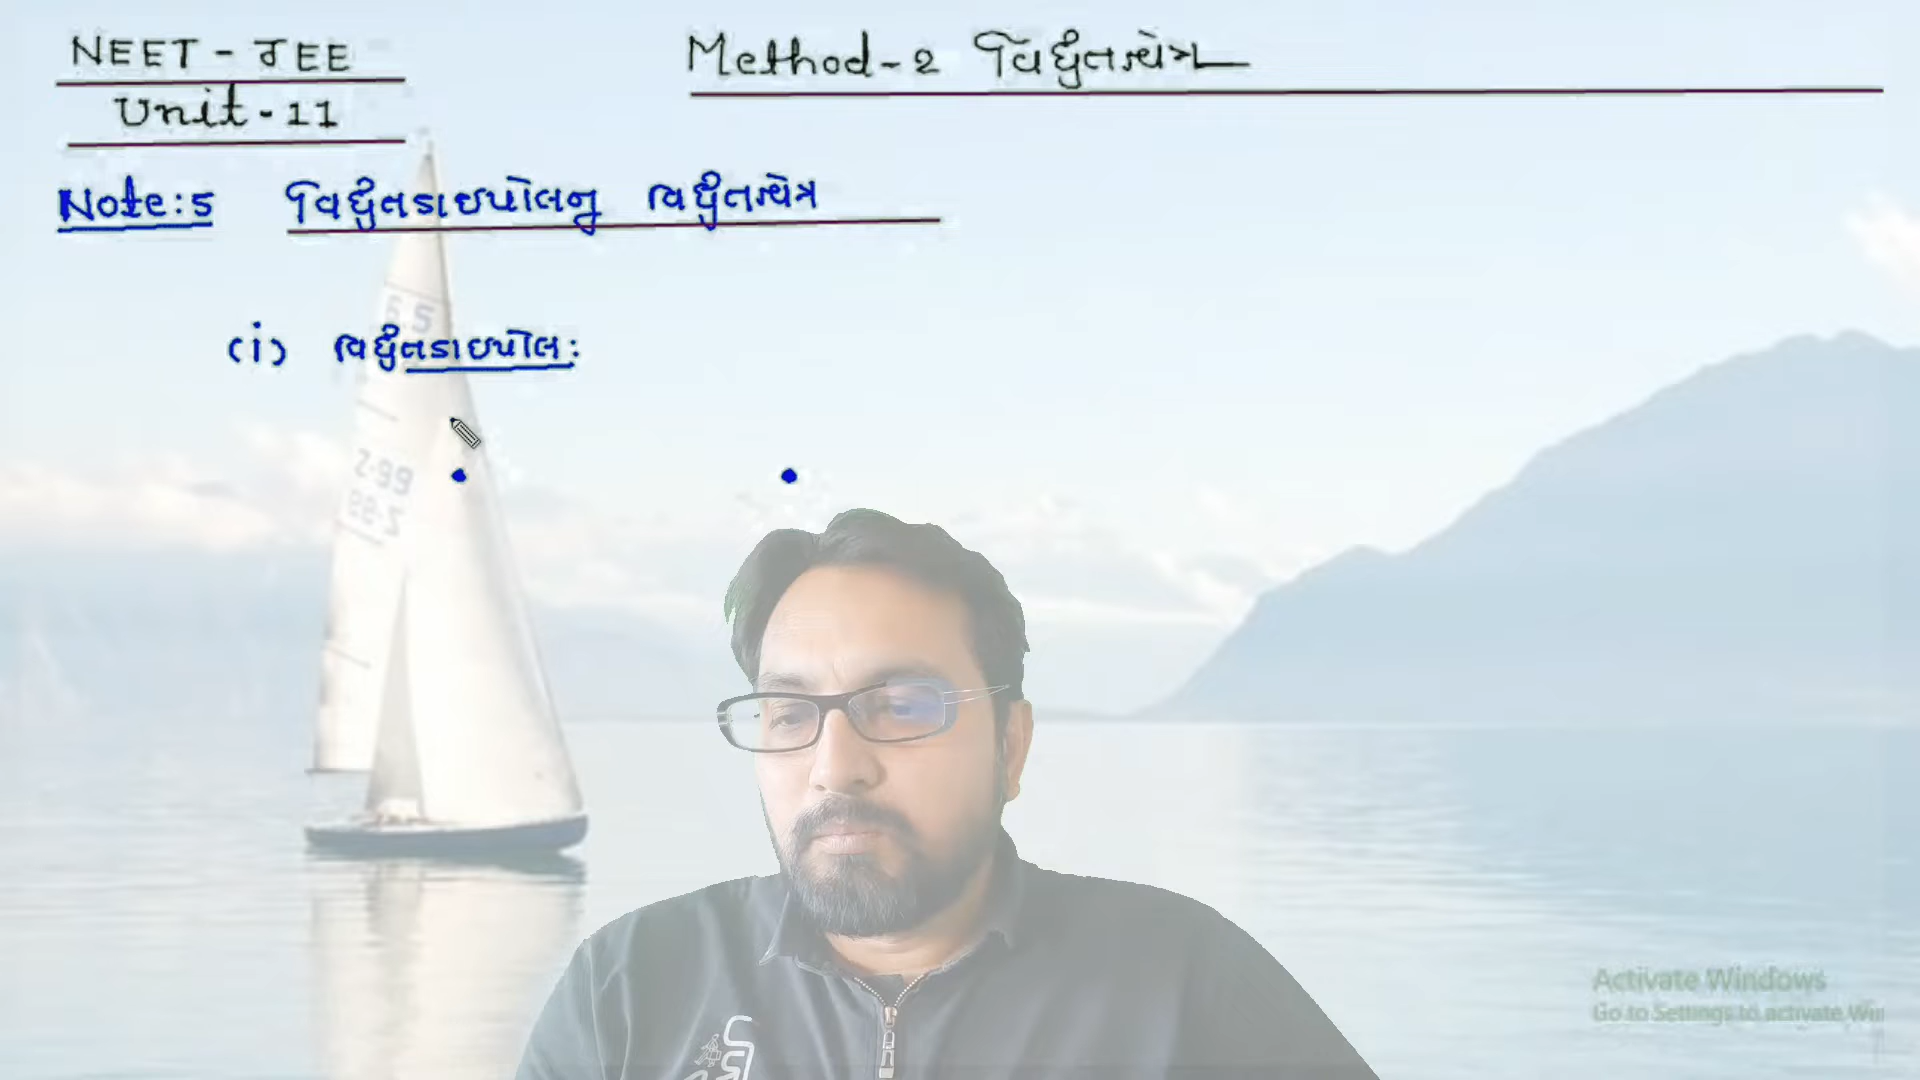 NEET - JEE
Method-2 વિદ્યુતક્ષેત્ર
Unit-11
Note:5 વિદ્યુતડાઇપોલનુ વિદ્યુતક્ષેત્ર
(i) વિદ્યુતડાઇપોલ:
Activate Windows
Go to Settings to activate Wi